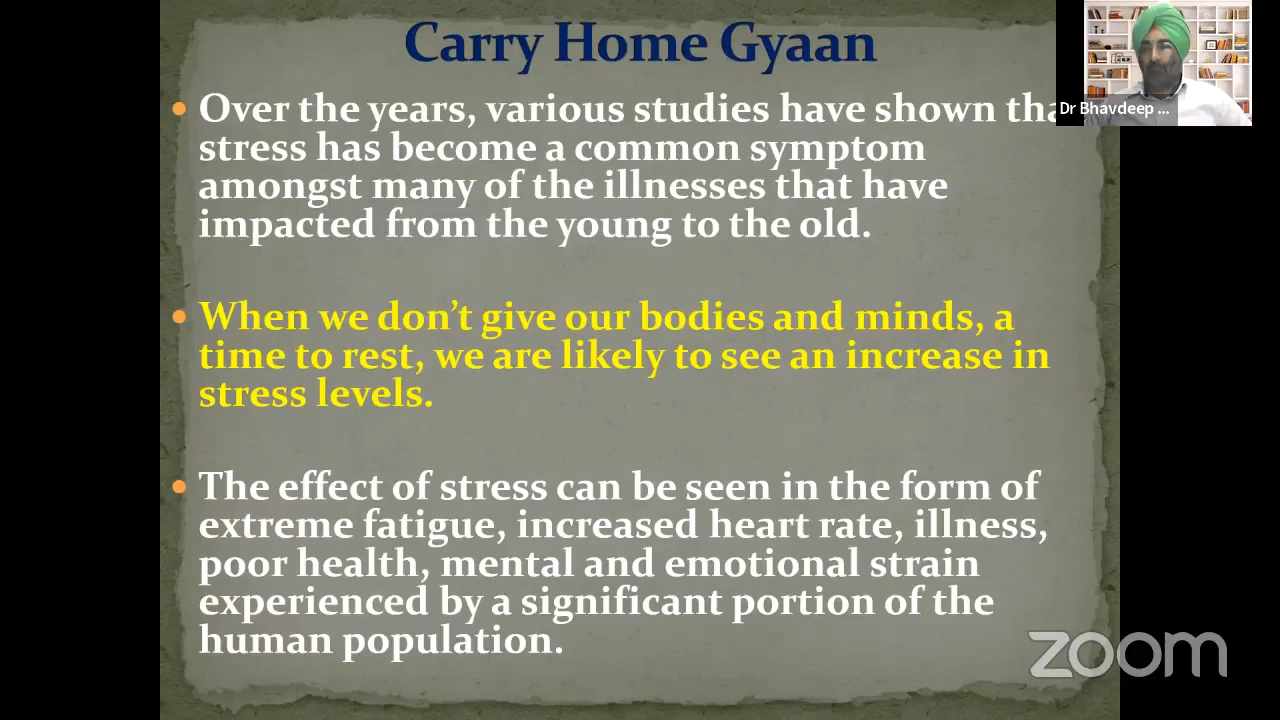 Carry Home Gyaan
• Over the years, various studies have shown tha
stress has become a common symptom
amongst many of the illnesses that have
impacted from the young to the old.
• When we don't give our bodies and minds, a
time to rest, we are likely to see an increase in
stress levels.
• The effect of stress can be seen in the form of
extreme fatigue, increased heart rate, illness,
poor health, mental and emotional strain
experienced by a significant portion of the
human population.
Dr Bhavdeep ...
zoom